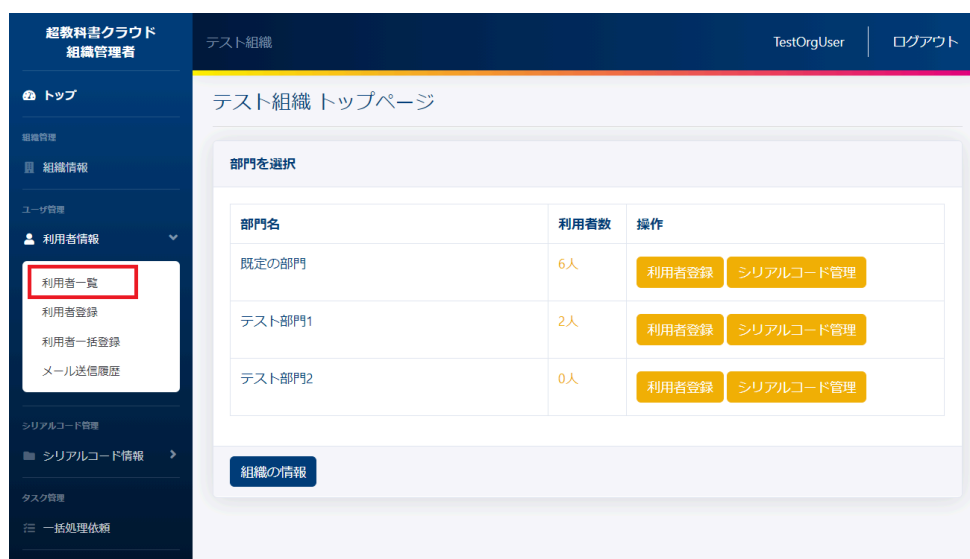 超教科書クラウド
組織管理者
テスト組織
TestOrgUser
ログアウト
トップ
組織管理
組織情報
ユーザ管理
利用者情報
利用者一覧
利用者登録
利用者一括登録
メール送信履歴
シリアルコード管理
シリアルコード情報
タスク管理
一括処理依頼
テスト組織 トップページ
部門を選択
部門名 利用者数 操作
既定の部門 6人 利用者登録 シリアルコード管理
テスト部門1 2人 利用者登録 シリアルコード管理
テスト部門2 0人 利用者登録 シリアルコード管理
組織の情報